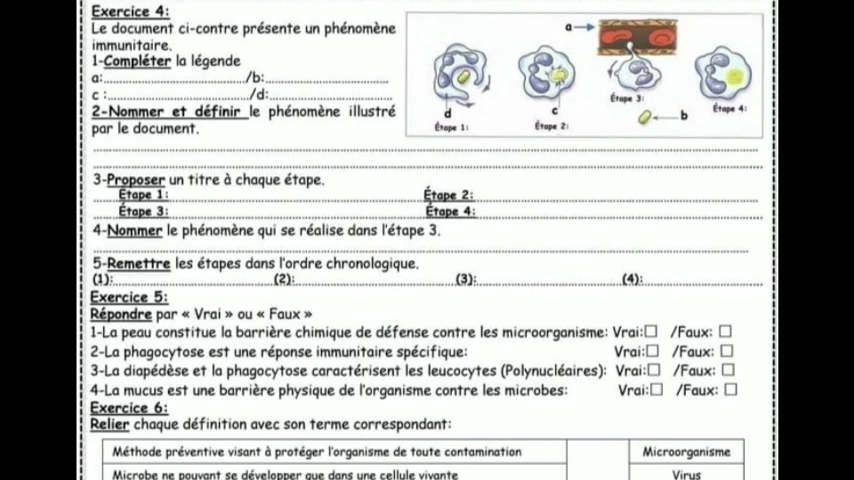 Exercice 4:
Le document ci-contre présente un phénomène
immunitaire.
1-Compléter la légende
a:............................/b:............................
c :............................/d:............................
2-Nommer et définir le phénomène illustré
par le document.
a
b
c
d
Étape 1:
Étape 2:
Étape 3:
Étape 4:
3-Proposer un titre à chaque étape.
Étape 1: Étape 2:
Étape 3: Étape 4:
4-Nommer le phénomène qui se réalise dans l'étape 3.
5-Remettre les étapes dans l'ordre chronologique.
(1): (2): (3): (4):
Exercice 5:
Répondre par « Vrai » ou « Faux »
1-La peau constitue la barrière chimique de défense contre les microorganisme: Vrai:☐ /Faux: ☐
2-La phagocytose est une réponse immunitaire spécifique: Vrai:☐ /Faux: ☐
3-La diapédèse et la phagocytose caractérisent les leucocytes (Polynucléaires): Vrai:☐ /Faux: ☐
4-La mucus est une barrière physique de l'organisme contre les microbes: Vrai:☐ /Faux: ☐
Exercice 6:
Relier chaque définition avec son terme correspondant:
Méthode préventive visant à protéger l'organisme de toute contamination Microorganisme
Microbe ne pouvant se développer que dans une cellule vivante Virus